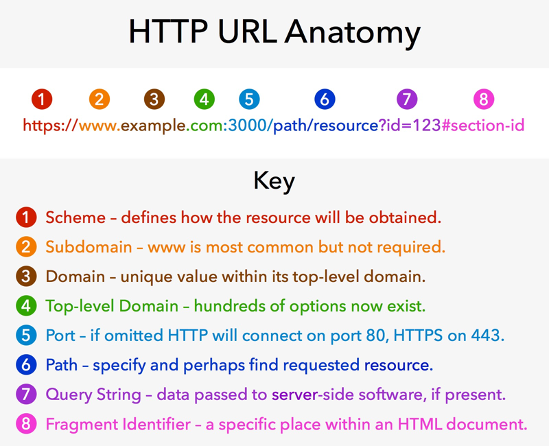 HTTP URL Anatomy
1 2 3 4 5 6 7 8
https://www.example.com:3000/path/resource?id=123#section-id
Key
1 Scheme – defines how the resource will be obtained.
2 Subdomain – www is most common but not required.
3 Domain – unique value within its top-level domain.
4 Top-level Domain – hundreds of options now exist.
5 Port – if omitted HTTP will connect on port 80, HTTPS on 443.
6 Path – specify and perhaps find requested resource.
7 Query String – data passed to server-side software, if present.
8 Fragment Identifier – a specific place within an HTML document.